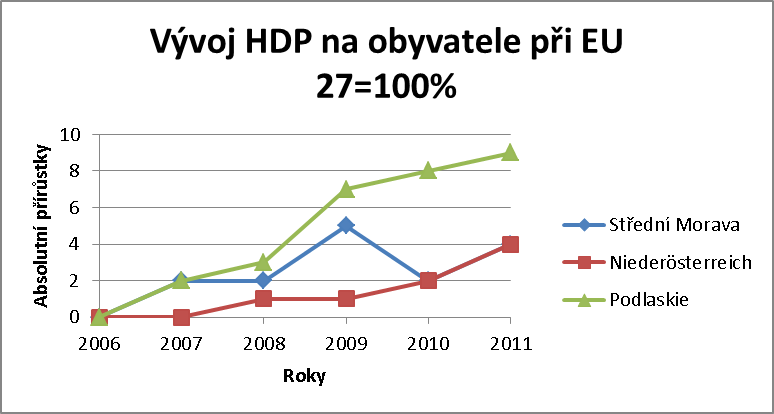 Vývoj HDP na obyvatele při EU
27=100%
Absolutní přírůstky
10
8
6
4
2
0
2006 2007 2008 2009 2010 2011
Roky
Střední Morava
Niederösterreich
Podlaskie